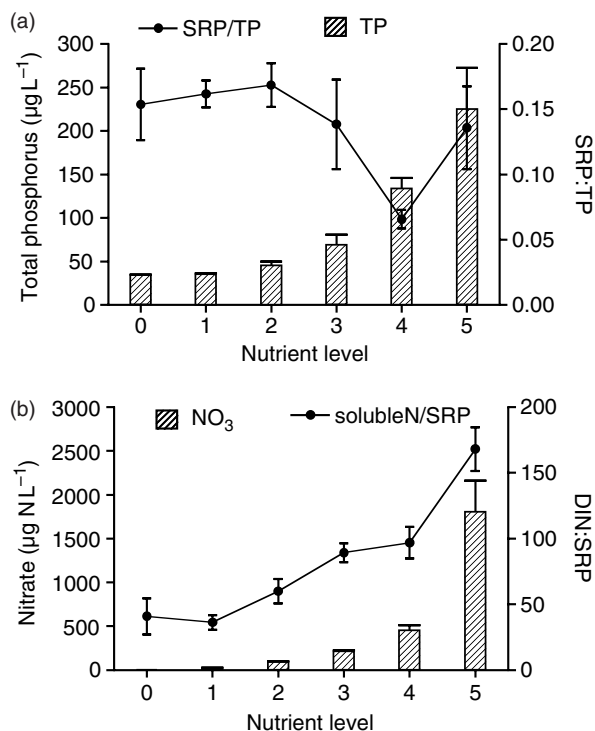 (a)
SRP/TP TP
300 0.20
250
200 0.15
150 0.10
100
50 0.05
0 0.00
Total phosphorus (µg L⁻¹)
SRP:TP
0 1 2 3 4 5
Nutrient level
(b)
NO₃ solubleN/SRP
3000 200
2500
2000 150
1500 100
1000
500 50
0 0
Nitrate (µg N L⁻¹)
DIN:SRP
0 1 2 3 4 5
Nutrient level